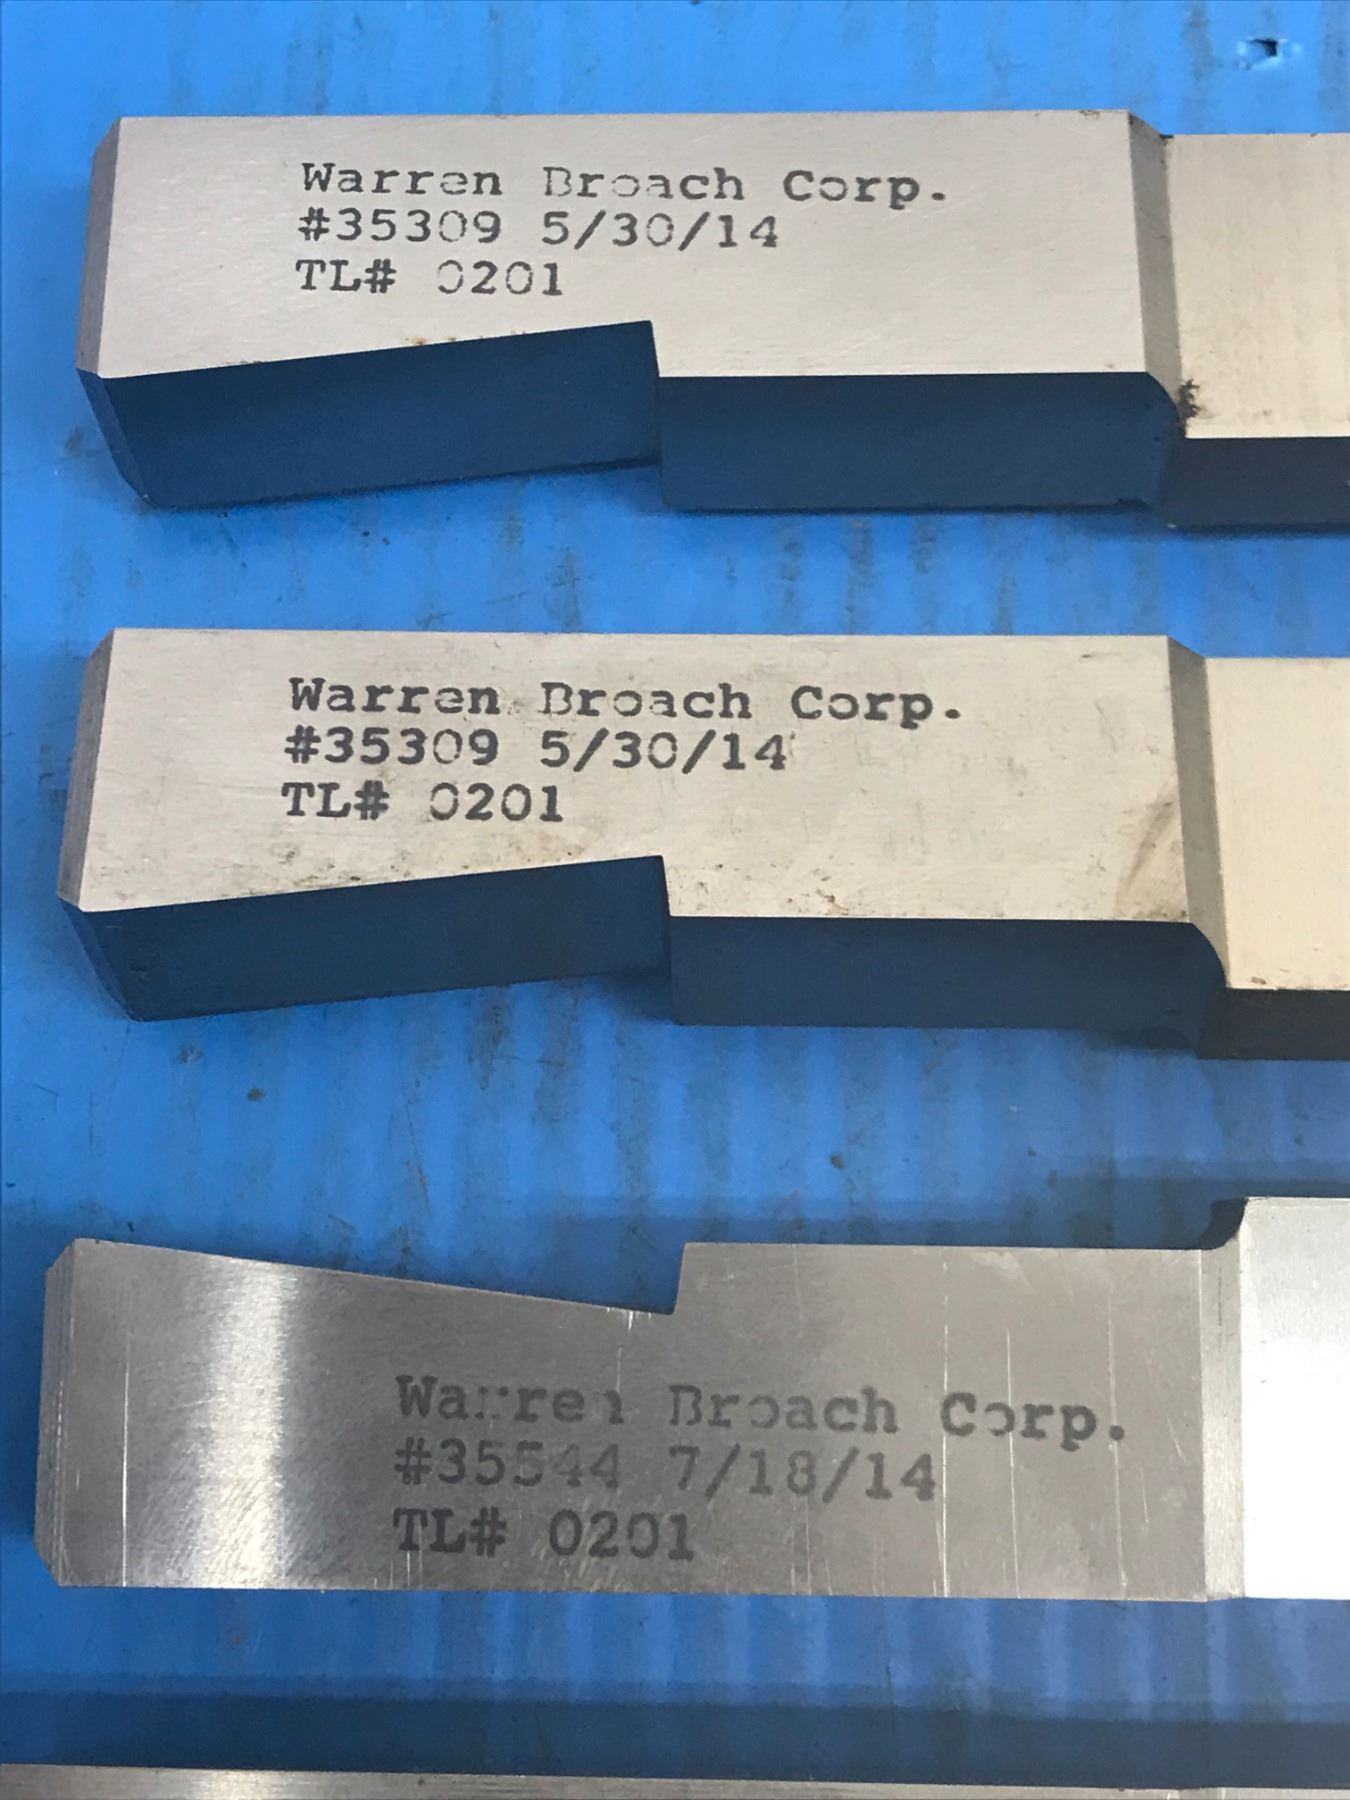 Warren Broach Corp.
#35309 5/30/14
TL# 0201
Warren Broach Corp.
#35309 5/30/14
TL# 0201
Warren Broach Corp.
#35544 7/18/14
TL# 0201